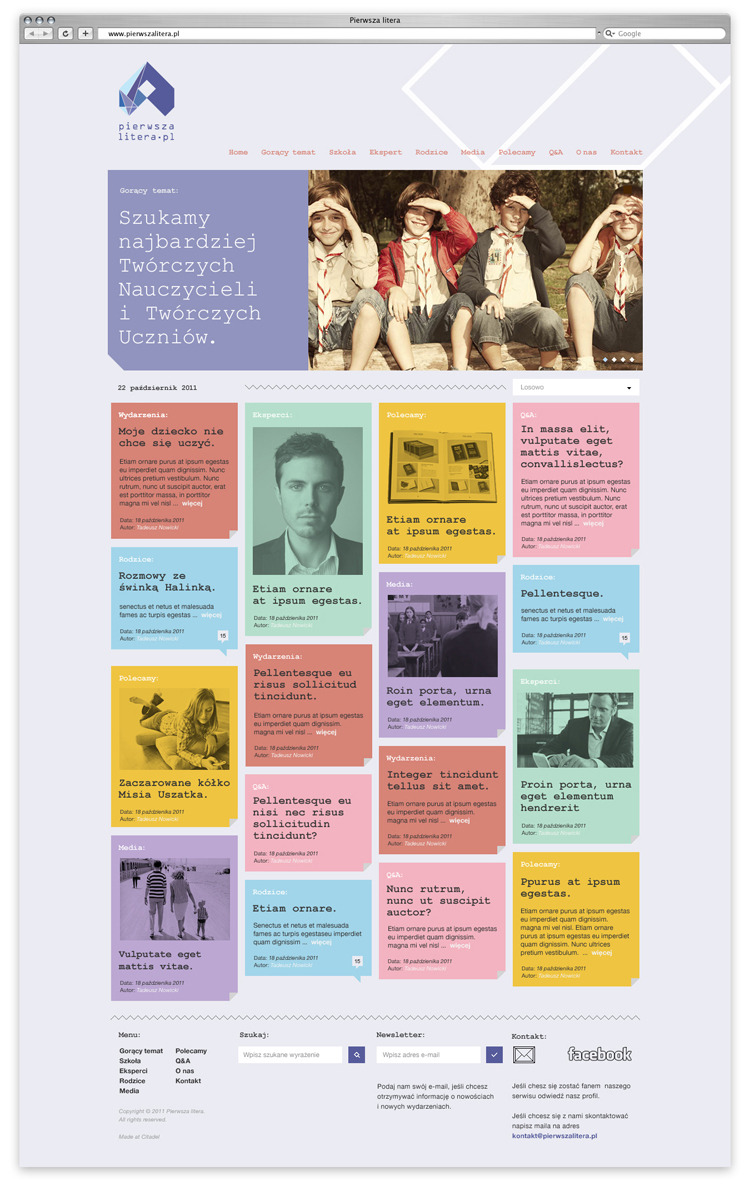 Pierwsza litera
www.pierwszalitera.pl
Google
pierwsza
litera.pl
Home Gorący temat Szkoła Ekspert Rodzice Media Polecamy Q&A O nas Kontakt
Gorący temat:
Szukamy
najbardziej
Twórczych
Nauczycieli
i Twórczych
Uczniów.
22 październik 2011
Losowo
Wydarzenia:
Moje dziecko nie
chce się uczyć.
Etiam ornare purus at ipsum egestas
eu imperdiet quam dignissim. Nunc
ultrices pretium vestibulum. Nunc
rutrum, nunc ut suscipit auctor, erat
est porttitor massa, in porttitor
magna mi vel nisl ... więcej
Data: 18 października 2011
Autor: Tadeusz Nowicki
Rodzice:
Rozmowy ze
świnką Halinką.
senectus et netus et malesuada
fames ac turpis egestas ... więcej
Data: 18 października 2011
Autor: Tadeusz Nowicki
15
Polecamy:
Zaczarowane kółko
Misia Uszatka.
Data: 18 października 2011
Autor: Tadeusz Nowicki
Media:
Vulputate eget
mattis vitae.
Data: 18 października 2011
Autor: Tadeusz Nowicki
Eksperci:
Etiam ornare
at ipsum egestas.
Data: 18 października 2011
Autor: Tadeusz Nowicki
Wydarzenia:
Pellentesque eu
risus sollicitud
tincidunt.
Etiam ornare purus at ipsum egestas
eu imperdiet quam dignissim.
magna mi vel nisl ... więcej
Data: 18 października 2011
Autor: Tadeusz Nowicki
Q&A:
Pellentesque eu
nisi nec risus
sollicitudin
tincidunt?
Data: 18 października 2011
Autor: Tadeusz Nowicki
Rodzice:
Etiam ornare.
Senectus et netus et malesuada
fames ac turpis egestaseu imperdiet
quam dignissim ... więcej
Data: 18 października 2011
Autor: Tadeusz Nowicki
15
Polecamy:
Etiam ornare
at ipsum egestas.
Data: 18 października 2011
Autor: Tadeusz Nowicki
Media:
Roin porta, urna
eget elementum.
Data: 18 października 2011
Autor: Tadeusz Nowicki
Wydarzenia:
Integer tincidunt
tellus sit amet.
Etiam ornare purus at ipsum egestas
magna mi vel nisl ... więcej
Data: 18 października 2011
Autor: Tadeusz Nowicki
Q&A:
Nunc rutrum,
nunc ut suscipit
auctor?
Etiam ornare purus at ipsum egestas
eu imperdiet quam dignissim.
magna mi vel nisl ... więcej
Data: 18 października 2011
Autor: Tadeusz Nowicki
Q&A:
In massa elit,
vulputate eget
mattis vitae,
convallislectus?
Etiam ornare purus at ipsum egestas
eu imperdiet quam dignissim. Nunc
ultrices pretium vestibulum. Nunc
rutrum, nunc ut suscipit auctor, erat
est porttitor massa, in porttitor
magna mi vel nisl ... więcej
Data: 18 października 2011
Autor: Tadeusz Nowicki
Rodzice:
Pellentesque.
senectus et netus et malesuada
fames ac turpis egestas ... więcej
Data: 18 października 2011
Autor: Tadeusz Nowicki
15
Eksperci:
Proin porta, urna
eget elementum
hendrerit
Data: 18 października 2011
Autor: Tadeusz Nowicki
Polecamy:
Ppurus at ipsum
egestas.
Etiam ornare purus at ipsum egestas
eu imperdiet quam dignissim.
magna mi vel nisl. Etiam ornare
purus at ipsum egestas eu imperdiet
quam dignissim. Nunc ultrices
pretium vestibulum. ... więcej
Data: 18 października 2011
Autor: Tadeusz Nowicki
Menu:
Gorący temat
Szkoła
Eksperci
Rodzice
Media
Polecamy
Q&A
O nas
Kontakt
Copyright © 2011 Pierwsza litera.
All rights reserved
Made at Citadel
Szukaj:
Wpisz szukane wyrażenie
Newsletter:
Wpisz adres e-mail
Podaj nam swój e-mail, jeśli chcesz
otrzymywać informację o nowościach
i nowych wydarzeniach.
Kontakt:
facebook
Jeśli chesz się zostać fanem naszego
serwisu odwiedź nasz profil.
Jeśli chcesz się z nami skontaktować
napisz maila na adres
kontakt@pierwszalitera.pl